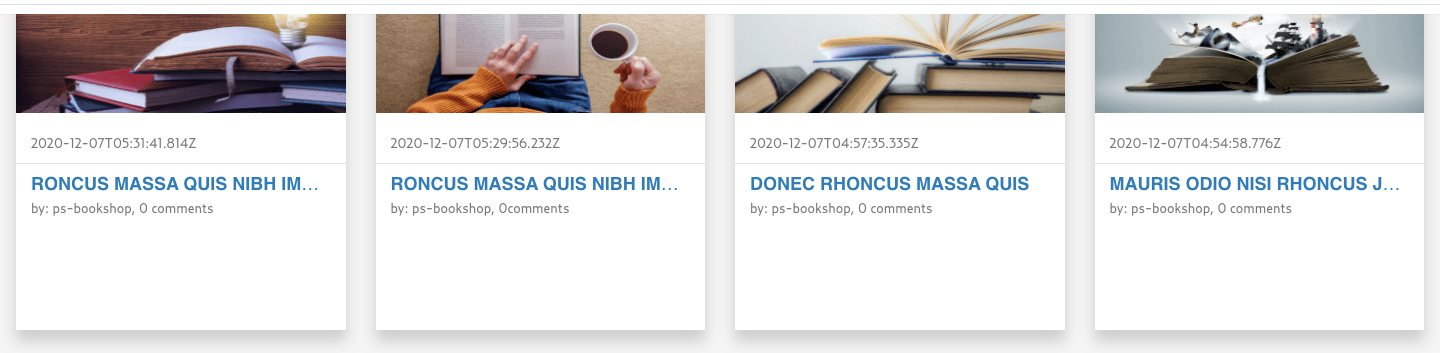 2020-12-07T05:31:41.814Z
RONCUS MASSA QUIS NIBH IM...
by: ps-bookshop, 0 comments
2020-12-07T05:29:56.232Z
RONCUS MASSA QUIS NIBH IM...
by: ps-bookshop, 0comments
2020-12-07T04:57:35.335Z
DONEC RHONCUS MASSA QUIS
by: ps-bookshop, 0 comments
2020-12-07T04:54:58.776Z
MAURIS ODIO NISI RHONCUS J...
by: ps-bookshop, 0 comments